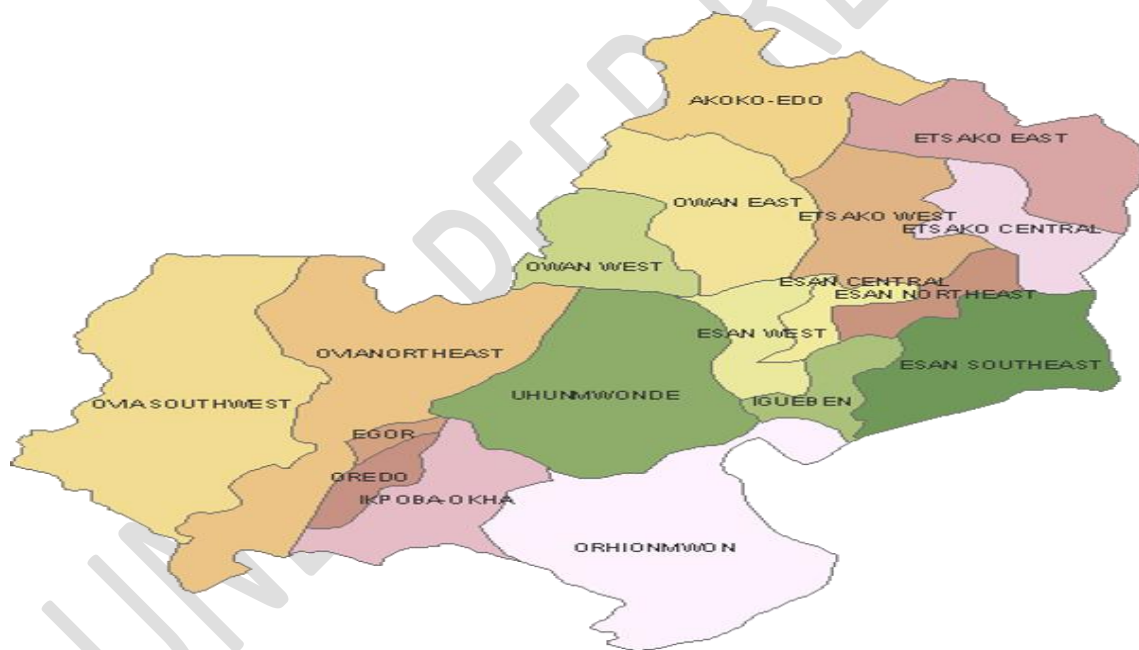 AKOKO-EDO
ETSAKO EAST
OWAN EAST
ETSAKO WEST
ETSAKO CENTRAL
OWAN WEST
ESAN CENTRAL
ESAN NORTHEAST
ESAN WEST
OVIANORTHEAST
ESAN SOUTHEAST
UHUNMWONDE
OVIASOUTHWEST
IGUEBEN
EGOR
OREDO
IKPOBA-OKHA
ORHIONMWON